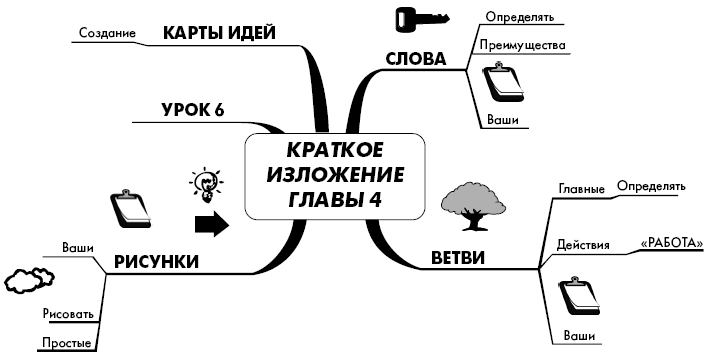 КРАТКОЕ
ИЗЛОЖЕНИЕ
ГЛАВЫ 4
СЛОВА
Определять
Преимущества
Ваши
ВЕТВИ
Главные
Определять
Действия
«РАБОТА»
Ваши
РИСУНКИ
Ваши
Рисовать
Простые
УРОК 6
КАРТЫ ИДЕЙ
Создание